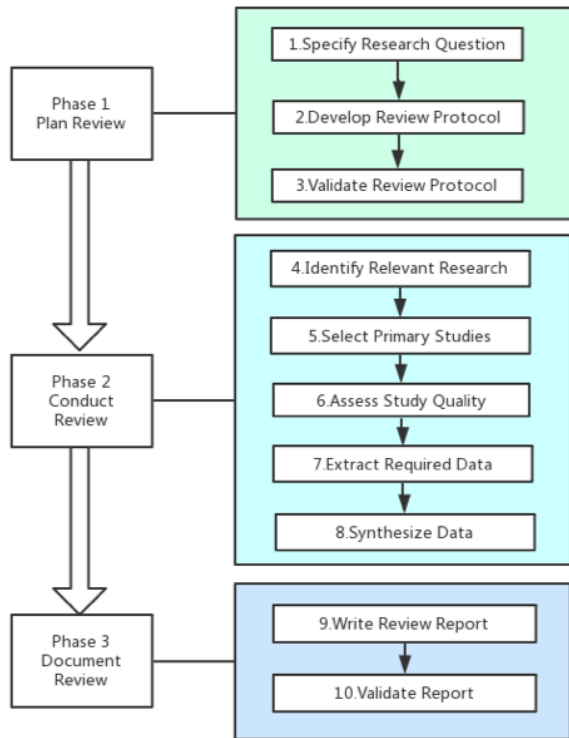 Phase 1
Plan Review
1.Specify Research Question
2.Develop Review Protocol
3.Validate Review Protocol
Phase 2
Conduct
Review
4.Identify Relevant Research
5.Select Primary Studies
6.Assess Study Quality
7.Extract Required Data
8.Synthesize Data
Phase 3
Document
Review
9.Write Review Report
10.Validate Report